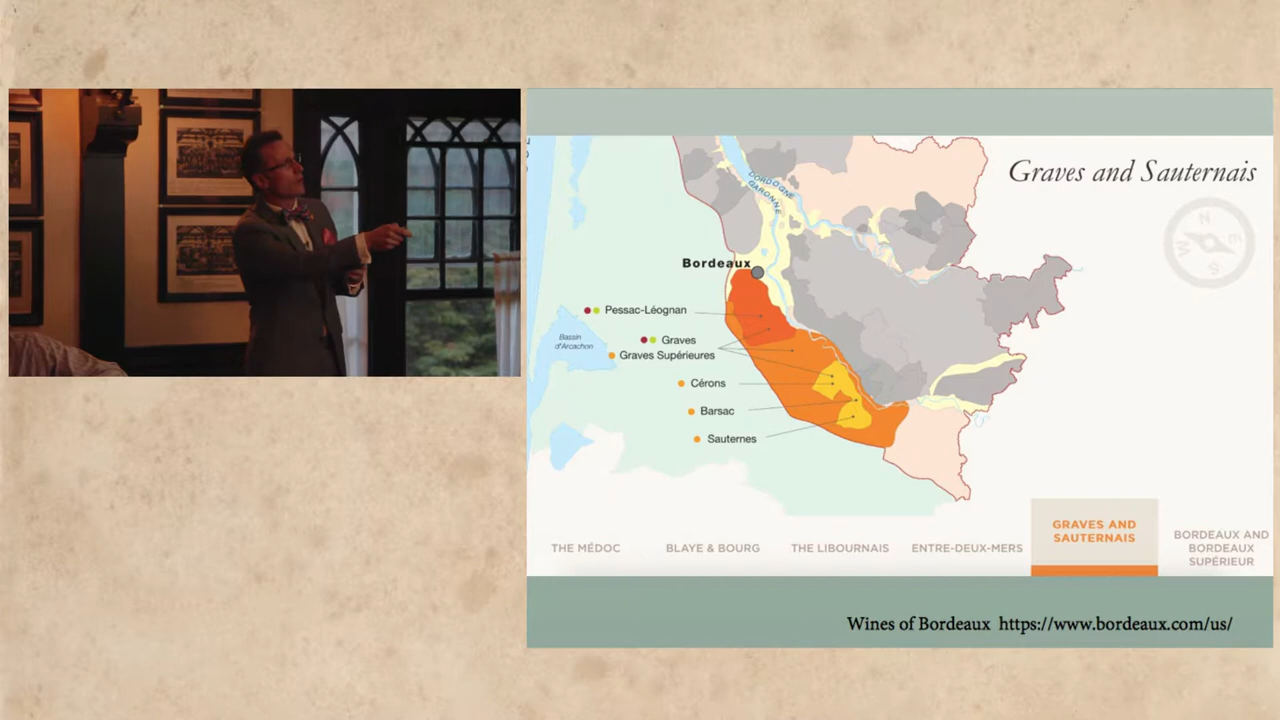 Graves and Sauternais
DORDOGNE
GARONNE
N
W
E
S
Bordeaux
Pessac-Léognan
Bassin
d'Arcachon
Graves
Graves Supérieures
Cérons
Barsac
Sauternes
THE MÉDOC
BLAYE & BOURG
THE LIBOURNAIS
ENTRE-DEUX-MERS
GRAVES AND
SAUTERNAIS
BORDEAUX AND
BORDEAUX
SUPÉRIEUR
Wines of Bordeaux https://www.bordeaux.com/us/